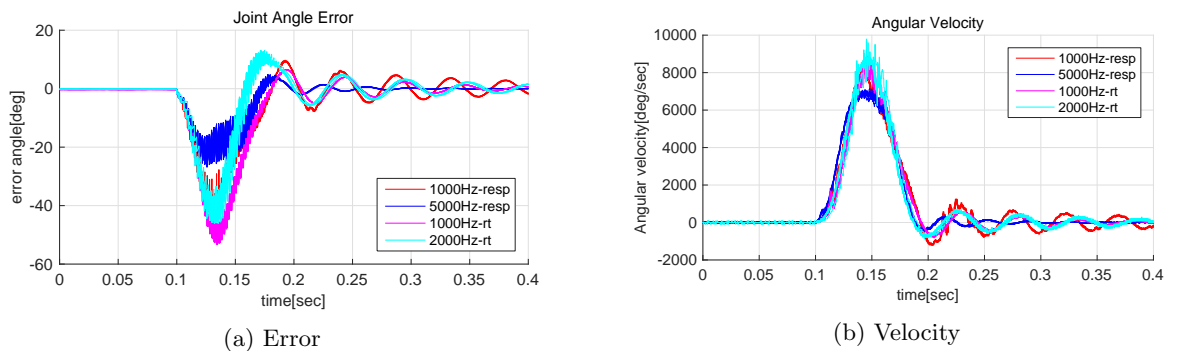 Joint Angle Error
20
0
-20
-40
-60
error angle[deg]
0
0.05
0.1
0.15
0.2
0.25
0.3
0.35
0.4
time[sec]
1000Hz-resp
5000Hz-resp
1000Hz-rt
2000Hz-rt
(a) Error
Angular Velocity
10000
8000
6000
4000
2000
0
-2000
Angular velocity[deg/sec]
0
0.05
0.1
0.15
0.2
0.25
0.3
0.35
0.4
time[sec]
1000Hz-resp
5000Hz-resp
1000Hz-rt
2000Hz-rt
(b) Velocity